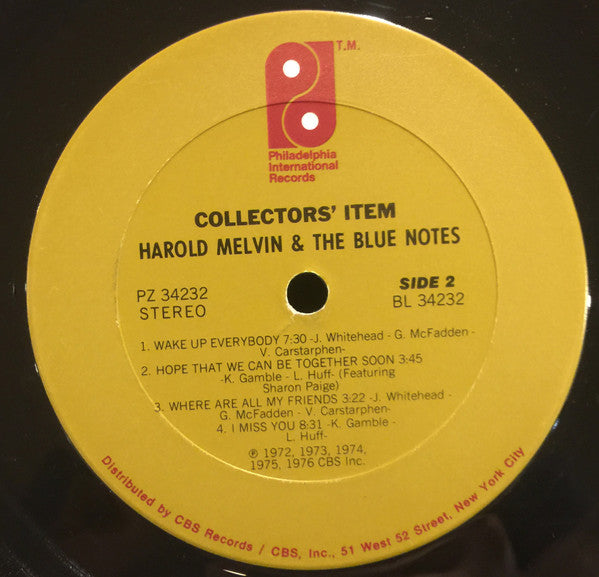 T.M.
Philadelphia
International
Records
COLLECTORS' ITEM
HAROLD MELVIN & THE BLUE NOTES
PZ 34232
STEREO
SIDE 2
BL 34232
1. WAKE UP EVERYBODY 7:30 -J. Whitehead - G. McFadden -
V. Carstarphen-
2. HOPE THAT WE CAN BE TOGETHER SOON 3:45
-K. Gamble - L. Huff- (Featuring
Sharon Paige)
3. WHERE ARE ALL MY FRIENDS 3:22 -J. Whitehead -
G. McFadden - V. Carstarphen-
4. I MISS YOU 8:31 -K. Gamble -
L. Huff-
℗ 1972, 1973, 1974,
1975, 1976 CBS Inc.
Distributed by CBS Records / CBS, Inc., 51 West 52 Street, New York City